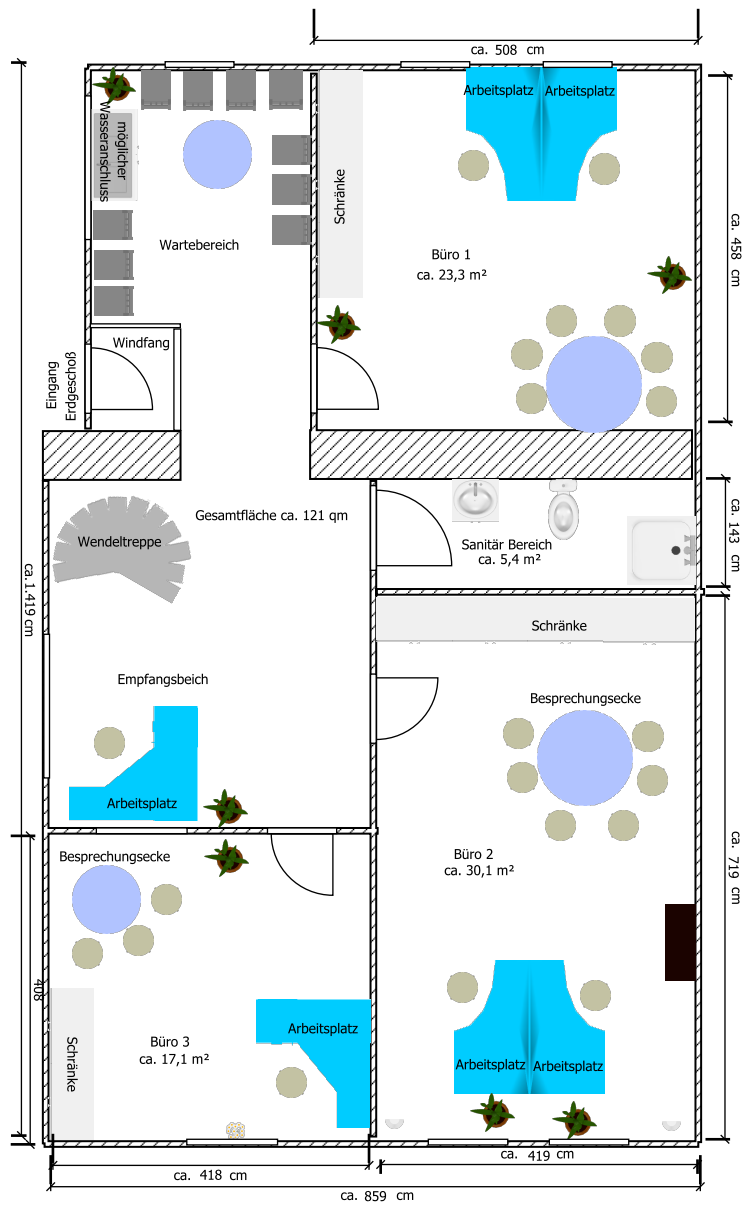 ca. 508 cm
Arbeitsplatz
Arbeitsplatz
möglicher
Wasseranschluss
Schränke
Wartebereich
Büro 1
ca. 23,3 m²
ca. 458 cm
Windfang
Eingang
Erdgeschoß
Gesamtfläche ca. 121 qm
Wendeltreppe
Sanitär Bereich
ca. 5,4 m²
ca. 143 cm
ca.1.419 cm
Schränke
Empfangsbeich
Besprechungsecke
Arbeitsplatz
Besprechungsecke
Büro 2
ca. 30,1 m²
ca. 719 cm
408
Schränke
Büro 3
ca. 17,1 m²
Arbeitsplatz
Arbeitsplatz
Arbeitsplatz
ca. 418 cm
ca. 419 cm
ca. 859 cm